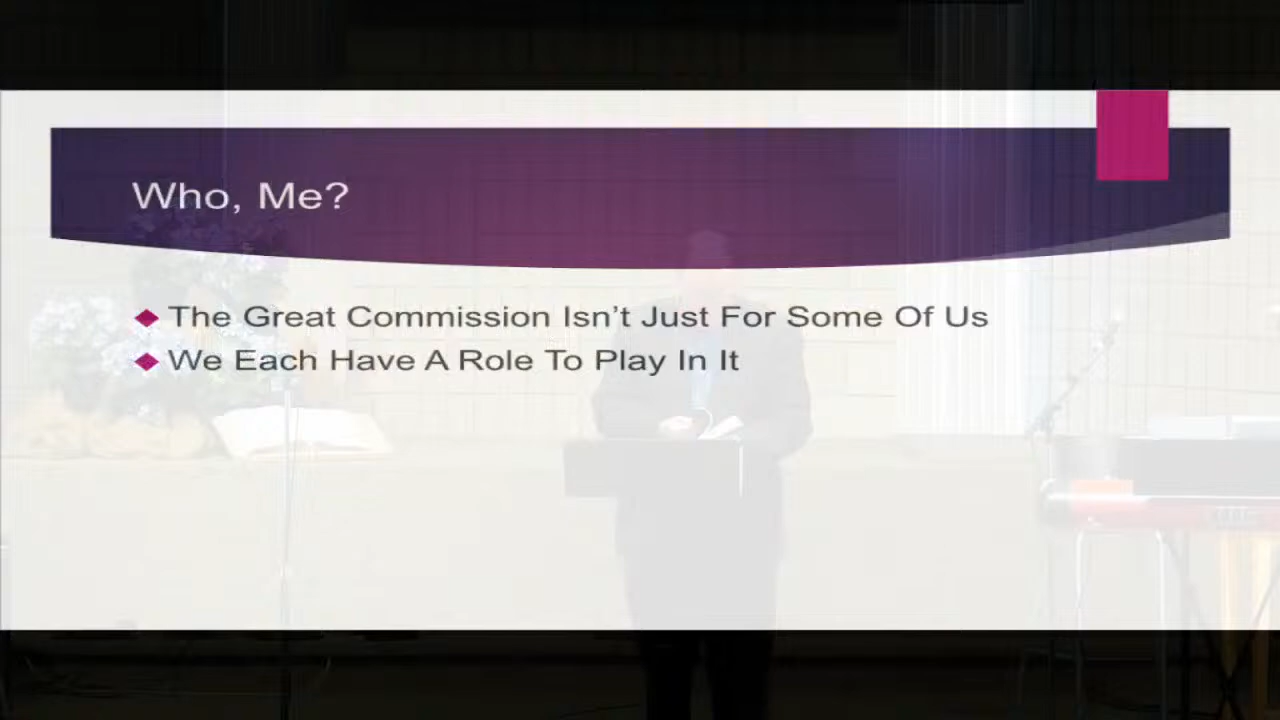 Who, Me?
The Great Commission Isn't Just For Some Of Us
We Each Have A Role To Play In It